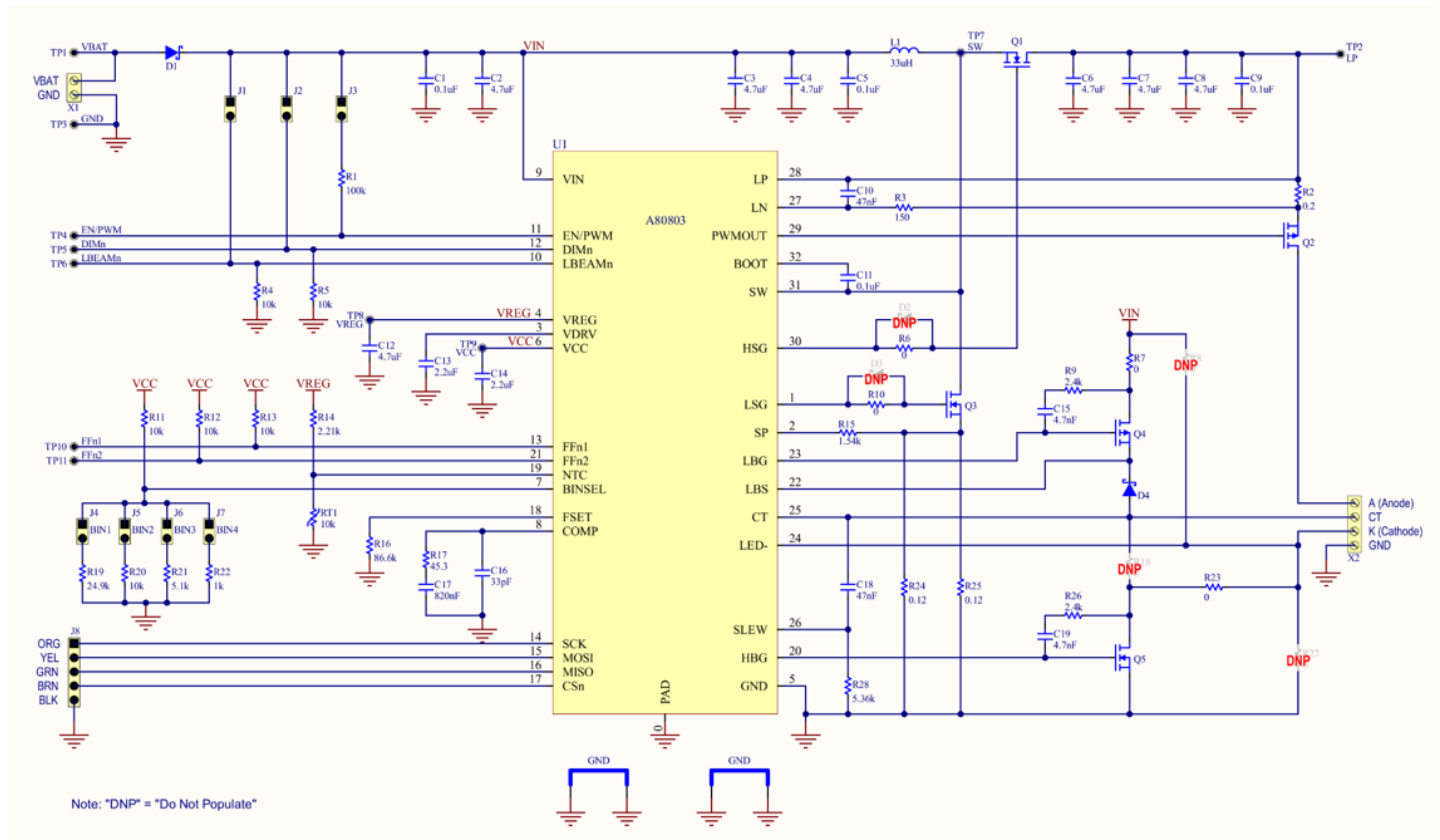 TP1 VBAT
D1
VIN
L1
33uH
TP7
SW
Q1
TP2
LP
VBAT
GND
X1
TP3 GND
J1
J2
J3
C1
0.1uF
C2
4.7uF
C3
4.7uF
C4
4.7uF
C5
0.1uF
C6
4.7uF
C7
4.7uF
C8
4.7uF
C9
0.1uF
R1
100k
U1
A80803
9 VIN
11 EN/PWM
12 DIMn
10 LBEAMn
4 VREG
3 VDRV
6 VCC
13 FFn1
21 FFn2
19 NTC
7 BINSEL
18 FSET
8 COMP
14 SCK
15 MOSI
16 MISO
17 CSn
PAD
0
LP 28
LN 27
PWMOUT 29
BOOT 32
SW 31
HSG 30
LSG 1
SP 2
LBG 23
LBS 22
CT 25
LED- 24
SLEW 26
HBG 20
GND 5
TP4 EN/PWM
TP5 DIMn
TP6 LBEAMn
R4
10k
R5
10k
TP8
VREG
VREG
C12
4.7uF
C13
2.2uF
TP9
VCC
VCC
C14
2.2uF
VCC
VCC
VCC
VREG
R11
10k
R12
10k
R13
10k
R14
2.21k
TP10 FFn1
TP11 FFn2
J4
BIN1
J5
BIN2
J6
BIN3
J7
BIN4
RT1
10k
R19
24.9k
R20
10k
R21
5.1k
R22
1k
R16
86.6k
R17
45.3
C17
820nF
C16
33pF
J8
ORG
YEL
GRN
BRN
BLK
C10
47nF
R3
150
R2
0.2
Q2
C11
0.1uF
D2
DNP
R6
0
D3
DNP
R10
0
Q3
R15
1.54k
VIN
R7
0
DNP
R9
2.4k
C15
4.7nF
Q4
D4
A (Anode)
CT
K (Cathode)
GND
X2
DNP
R23
0
C18
47nF
R24
0.12
R25
0.12
R26
2.4k
C19
4.7nF
Q5
DNP
R28
5.36k
GND
GND
Note: "DNP" = "Do Not Populate"